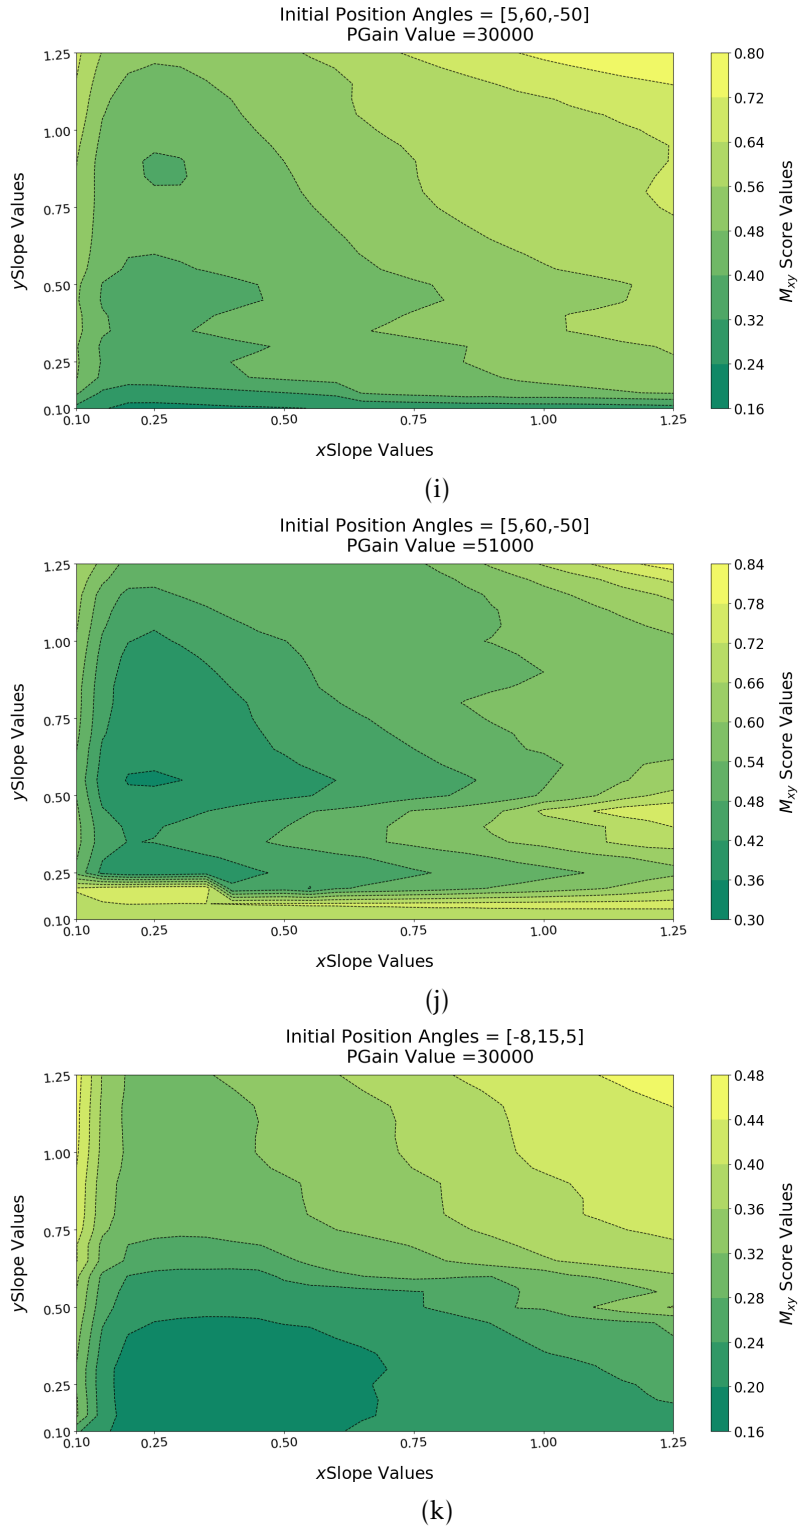 Initial Position Angles = [5,60,-50]
PGain Value =30000
1.25
1.00
0.75
0.50
0.25
0.10
ySlope Values
0.10 0.25 0.50 0.75 1.00 1.25
xSlope Values
0.80
0.72
0.64
0.56
0.48
0.40
0.32
0.24
0.16
Mxy Score Values
(i)
Initial Position Angles = [5,60,-50]
PGain Value =51000
1.25
1.00
0.75
0.50
0.25
0.10
ySlope Values
0.10 0.25 0.50 0.75 1.00 1.25
xSlope Values
0.84
0.78
0.72
0.66
0.60
0.54
0.48
0.42
0.36
0.30
Mxy Score Values
(j)
Initial Position Angles = [-8,15,5]
PGain Value =30000
1.25
1.00
0.75
0.50
0.25
0.10
ySlope Values
0.10 0.25 0.50 0.75 1.00 1.25
xSlope Values
0.48
0.44
0.40
0.36
0.32
0.28
0.24
0.20
0.16
Mxy Score Values
(k)